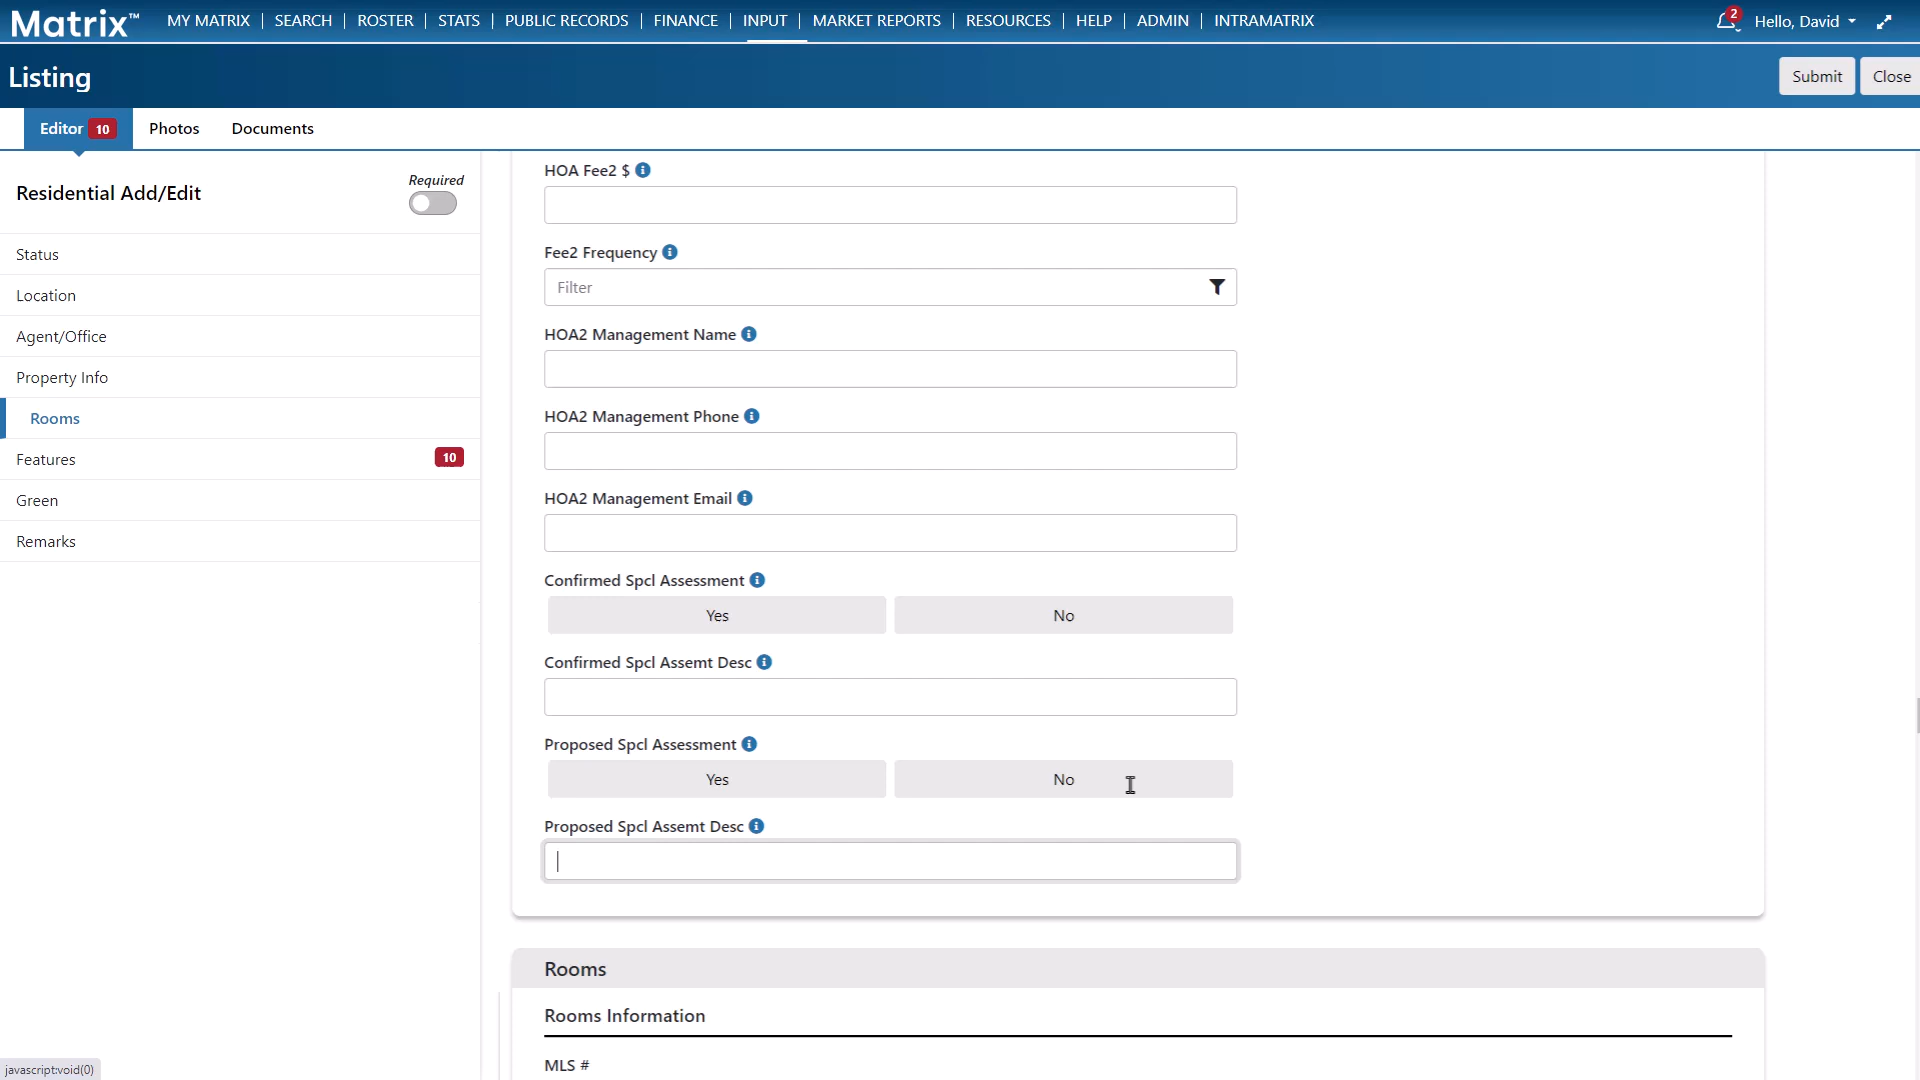 Matrix™ MY MATRIX SEARCH ROSTER STATS PUBLIC RECORDS FINANCE INPUT MARKET REPORTS RESOURCES HELP ADMIN INTRAMATRIX 2 Hello, David
Listing Submit Close
Editor 10 Photos Documents
Residential Add/Edit Required
Status
Location
Agent/Office
Property Info
Rooms
Features 10
Green
Remarks
HOA Fee2 $
Fee2 Frequency
Filter
HOA2 Management Name
HOA2 Management Phone
HOA2 Management Email
Confirmed Spcl Assessment
Yes No
Confirmed Spcl Assemt Desc
Proposed Spcl Assessment
Yes No
Proposed Spcl Assemt Desc
Rooms
Rooms Information
MLS #
javascript:void(0)